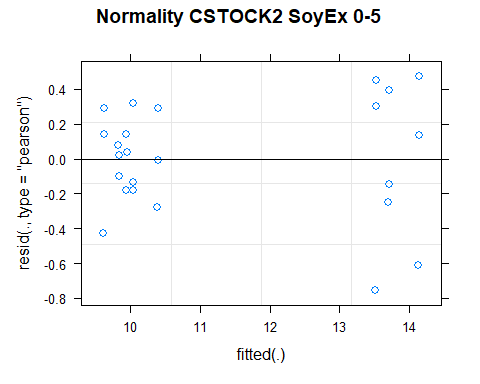 Normality CSTOCK2 SoyEx 0-5
resid(., type = "pearson")
0.4
0.2
0.0
-0.2
-0.4
-0.6
-0.8
10 11 12 13 14
fitted(.)